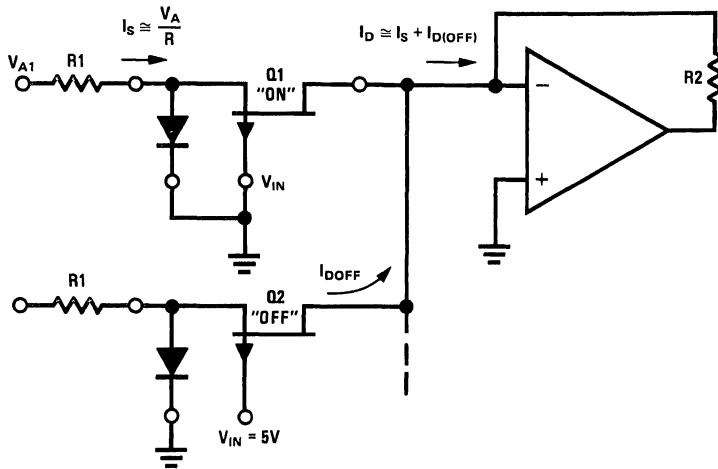 I_S ≅ V_A / R
I_D ≅ I_S + I_D(OFF)
V_A1
R1
Q1
"ON"
R2
−
+
V_IN
R1
I_DOFF
Q2
"OFF"
V_IN = 5V